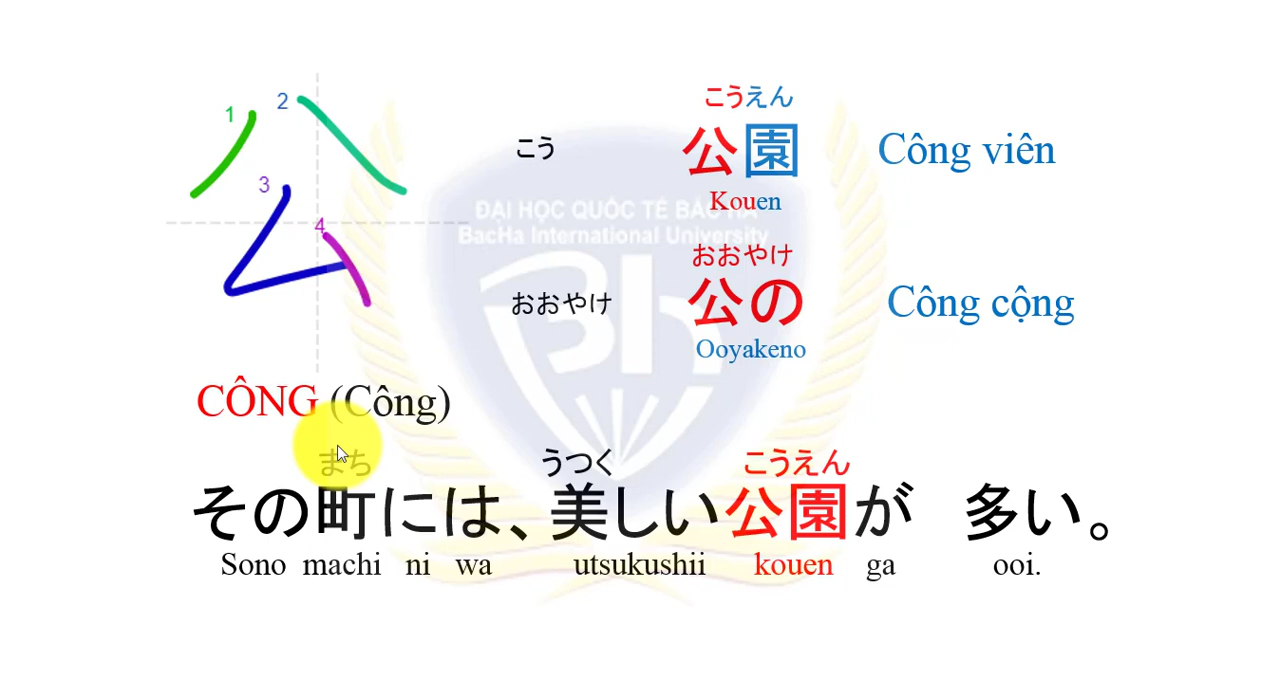 1 2
3
4
こう
こうえん
公園
Kouen
Công viên
ĐẠI HỌC QUỐC TẾ BẮC HÀ
BacHa International University
おおやけ
おおやけ
公の
Ooyakeno
Công cộng
CÔNG (Công)
まち うつく こうえん
その町には、美しい公園が 多い。
Sono machi ni wa utsukushii kouen ga ooi.